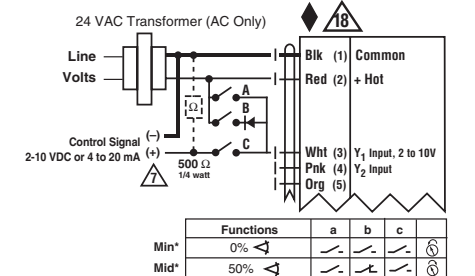 24 VAC Transformer (AC Only)
18
Line
Volts
Blk (1) Common
Red (2) + Hot
A
Ω
B
C
Control Signal (–)
2-10 VDC or 4 to 20 mA (+)
7
500 Ω
1/4 watt
Wht (3) Y1 Input, 2 to 10V
Pnk (4) Y2 Input
Org (5)
Functions a b c
Min* 0%
Mid* 50%